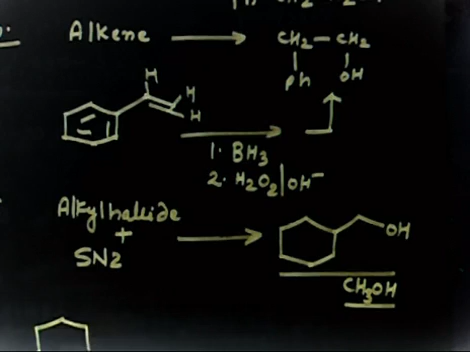 Alkene → CH2 - CH2
Ph OH
H
H
H
1. BH3
2. H2O2|OH⁻
Alkylhalide
+
SN2
OH
CH3OH